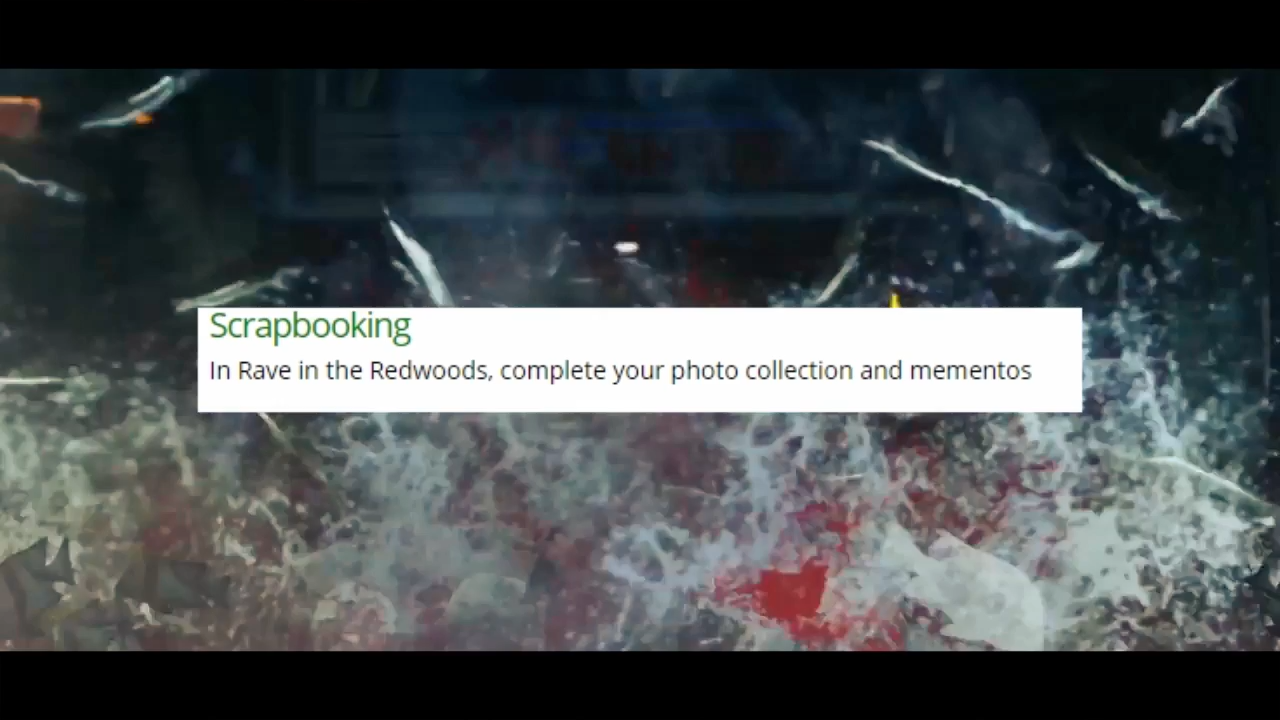 Scrapbooking
In Rave in the Redwoods, complete your photo collection and mementos